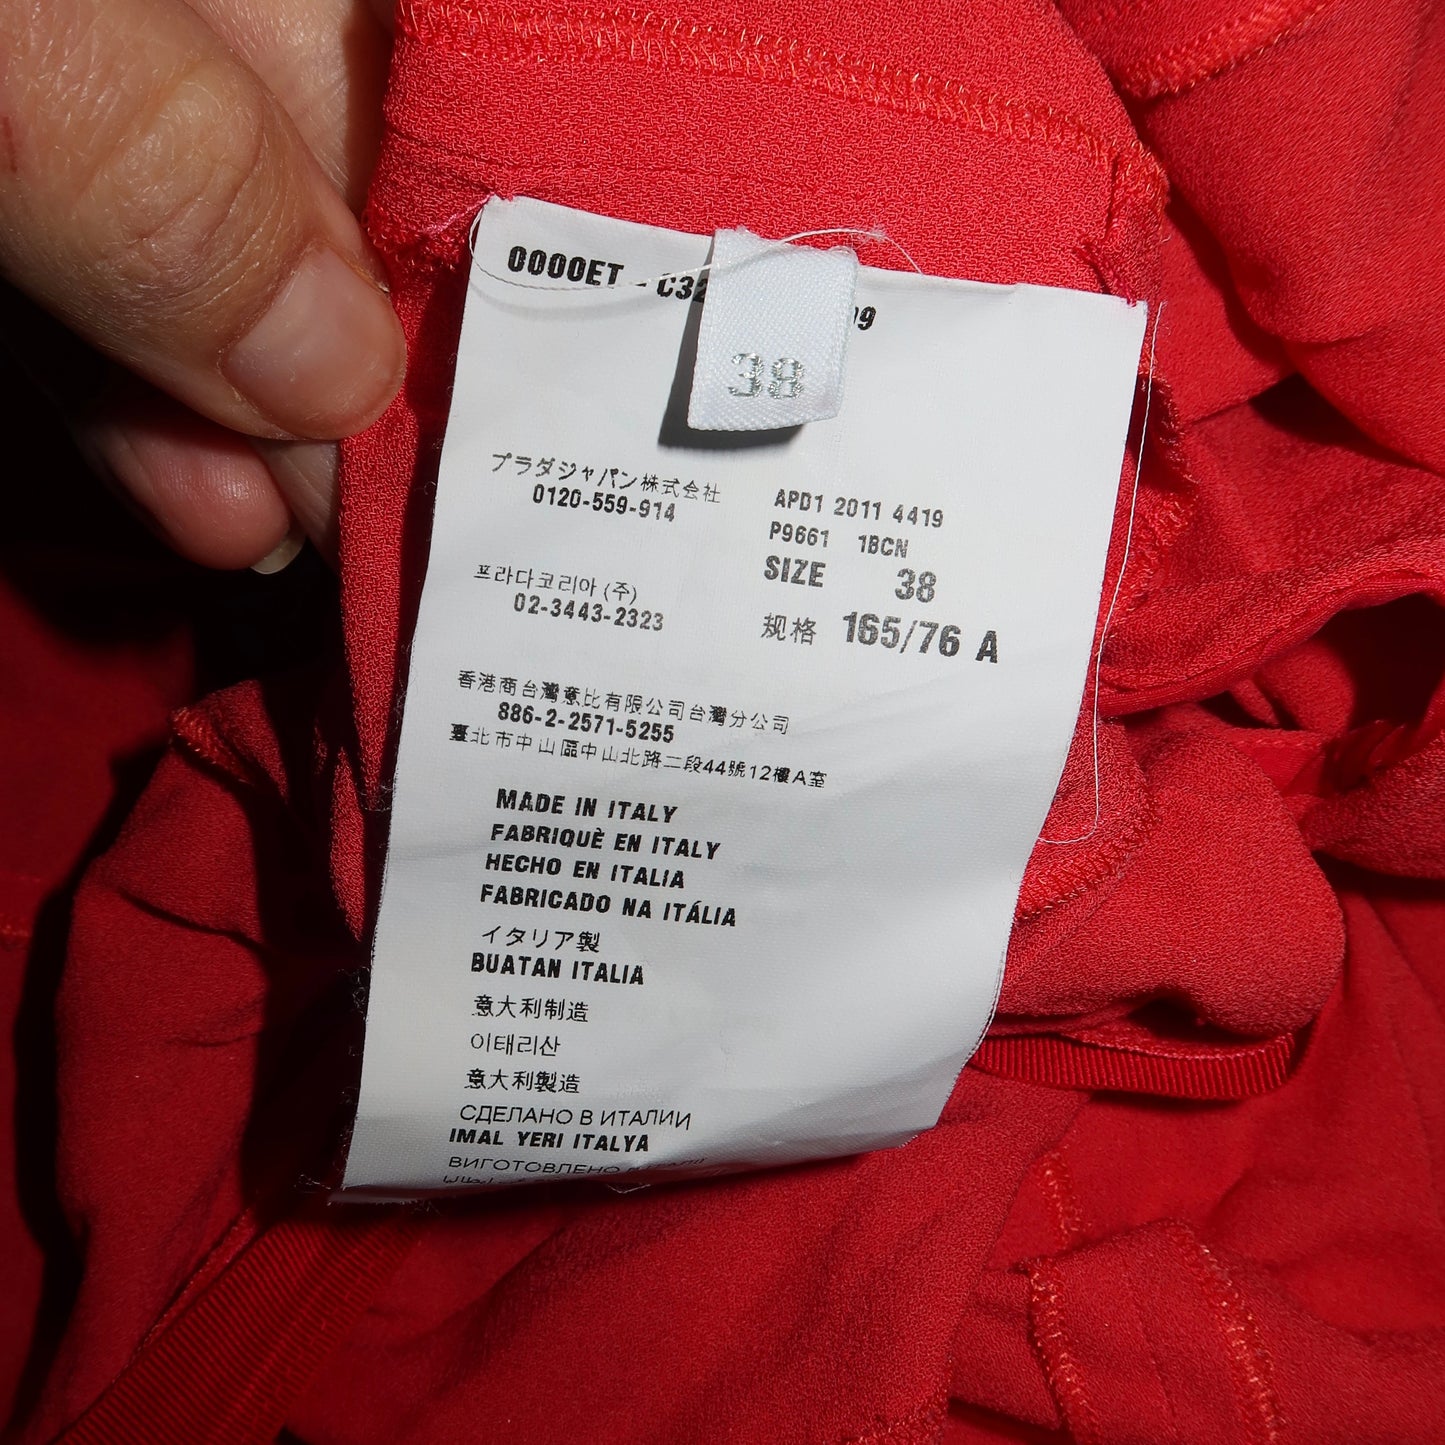 0000ET - C32
09
38
プラダジャパン株式会社
0120-559-914
APD1 2011 4419
P9661 1BCN
SIZE 38
规格 165/76 A
프라다코리아 (주)
02-3443-2323
香港商台灣意比有限公司台灣分公司
886-2-2571-5255
臺北市中山區中山北路二段44號12樓A室
MADE IN ITALY
FABRIQUÈ EN ITALY
HECHO EN ITALIA
FABRICADO NA ITÁLIA
イタリア製
BUATAN ITALIA
意大利制造
이태리산
意大利製造
СДЕЛАНО В ИТАЛИИ
IMAL YERI ITALYA
ВИГОТОВЛЕНО